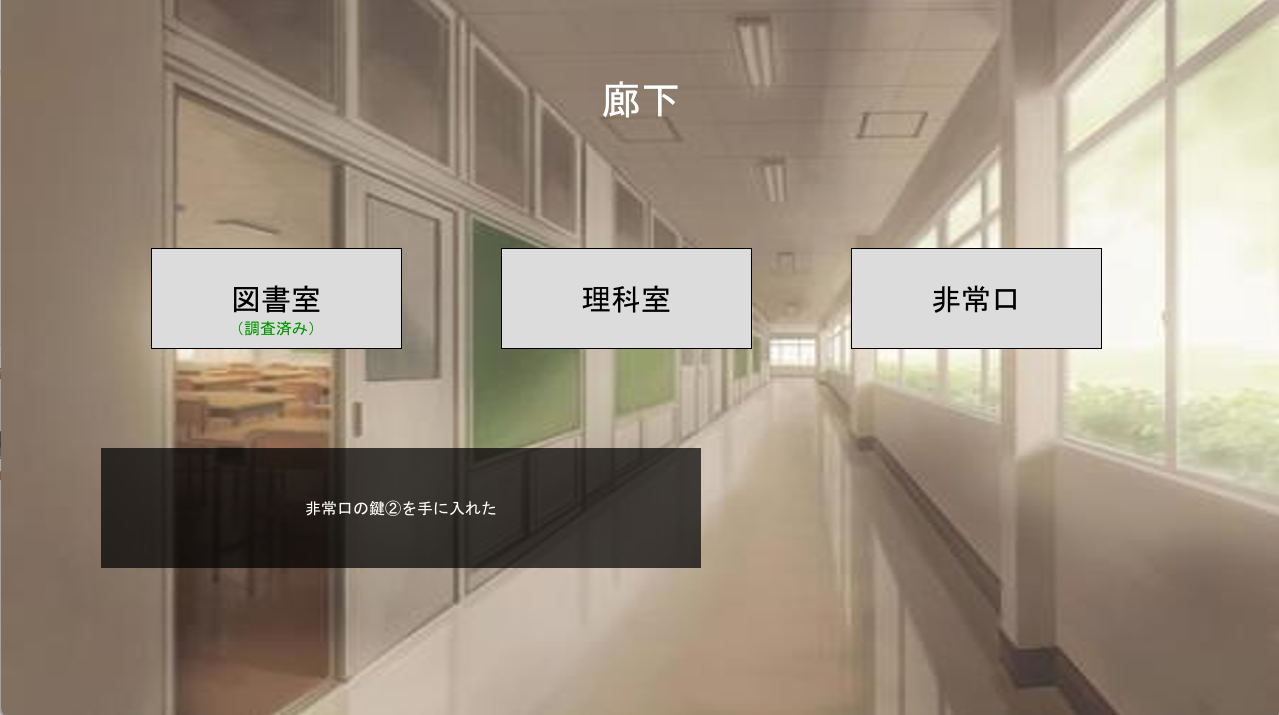 廊下
図書室
（調査済み）
理科室
非常口
非常口の鍵②を手に入れた